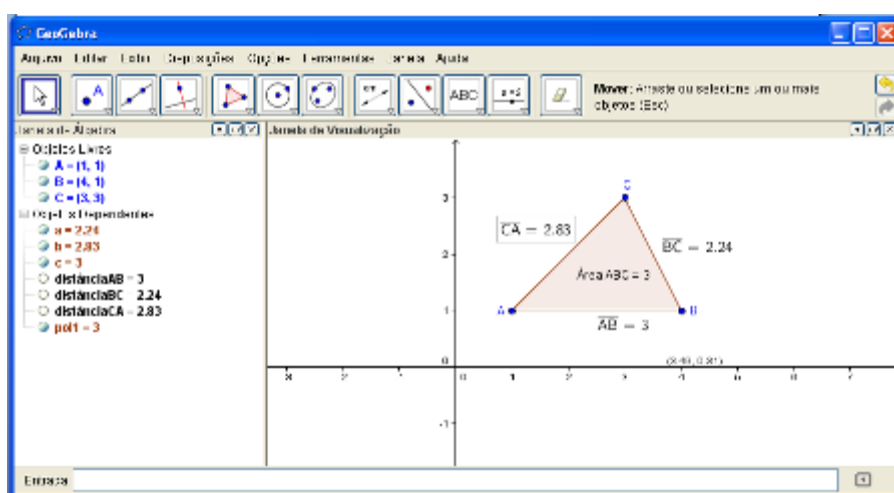 GeoGebra
Arquivo Editar Exibir Disposições Opções Ferramentas Janela Ajuda
A ABC a=2
Mover: Arraste ou selecione um ou mais
objetos (Esc)
Janela de Álgebra
Janela de Visualização
Objetos Livres
A = (1, 1)
B = (4, 1)
C = (3, 3)
Objetos Dependentes
a = 2.24
b = 2.83
c = 3
distânciaAB = 3
distânciaBC = 2.24
distânciaCA = 2.83
pol1 = 3
C
3
CA = 2.83
BC = 2.24
2
Área ABC = 3
1
A
B
AB = 3
0
0 1 2 3 4 5 6 7
-1
Entrada